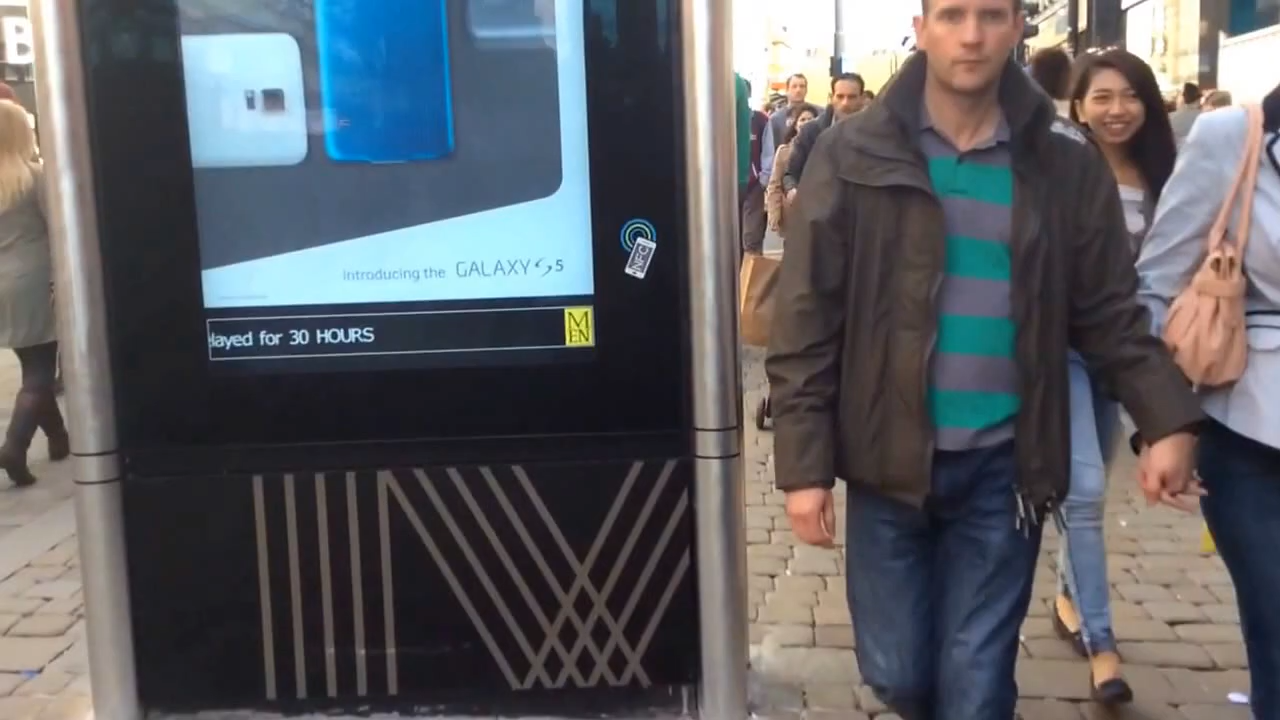 B
Introducing the GALAXY S5
NFC
layed for 30 HOURS
M
EN